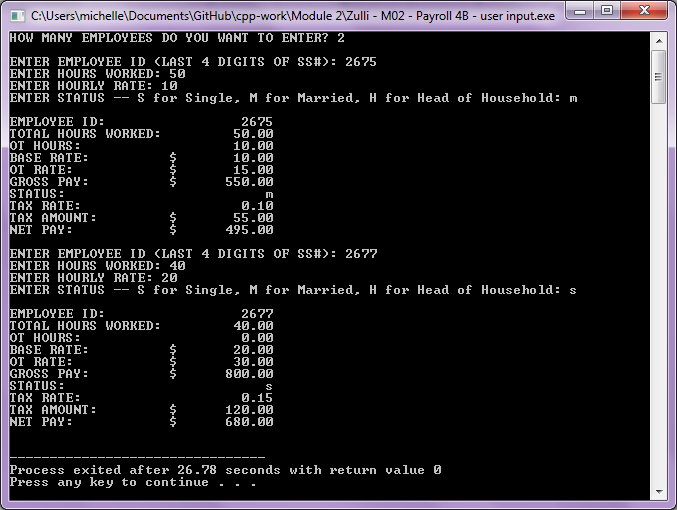 C:\Users\michelle\Documents\GitHub\cpp-work\Module 2\Zulli - M02 - Payroll 4B - user input.exe
HOW MANY EMPLOYEES DO YOU WANT TO ENTER? 2
ENTER EMPLOYEE ID (LAST 4 DIGITS OF SS#): 2675
ENTER HOURS WORKED: 50
ENTER HOURLY RATE: 10
ENTER STATUS -- S for Single, M for Married, H for Head of Household: m
EMPLOYEE ID: 2675
TOTAL HOURS WORKED: 50.00
OT HOURS: 10.00
BASE RATE: $ 10.00
OT RATE: $ 15.00
GROSS PAY: $ 550.00
STATUS: m
TAX RATE: 0.10
TAX AMOUNT: $ 55.00
NET PAY: $ 495.00
ENTER EMPLOYEE ID (LAST 4 DIGITS OF SS#): 2677
ENTER HOURS WORKED: 40
ENTER HOURLY RATE: 20
ENTER STATUS -- S for Single, M for Married, H for Head of Household: s
EMPLOYEE ID: 2677
TOTAL HOURS WORKED: 40.00
OT HOURS: 0.00
BASE RATE: $ 20.00
OT RATE: $ 30.00
GROSS PAY: $ 800.00
STATUS: s
TAX RATE: 0.15
TAX AMOUNT: $ 120.00
NET PAY: $ 680.00
--------------------------------
Process exited after 26.78 seconds with return value 0
Press any key to continue . . .